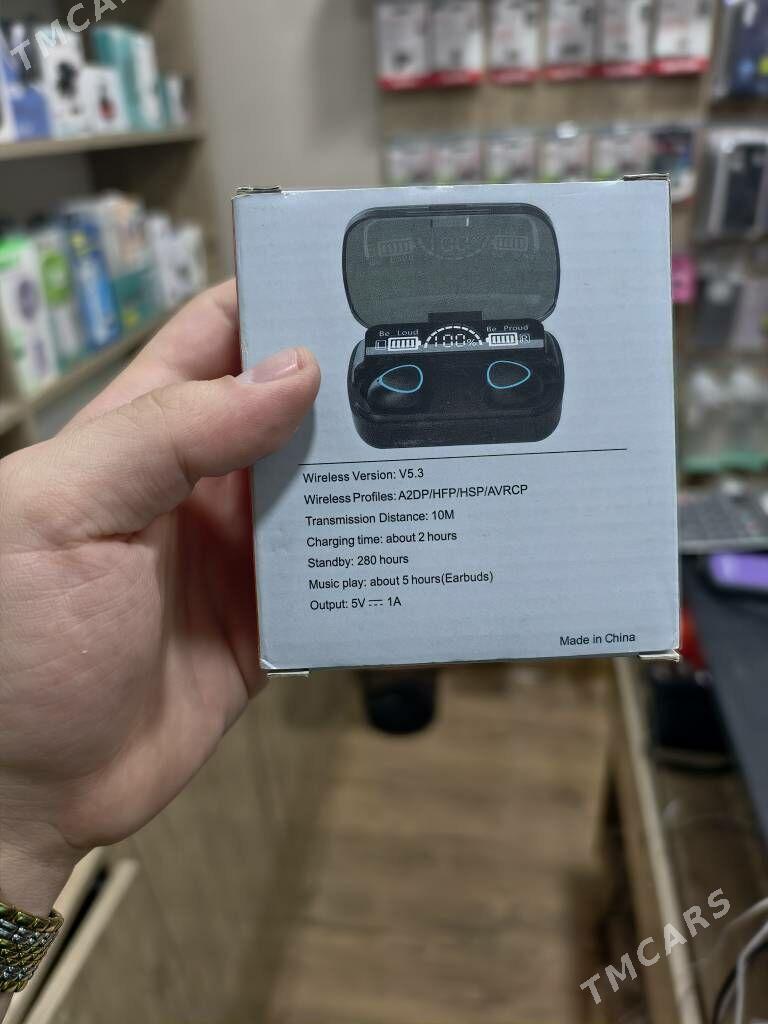 TMCARS
Be Loud
Be Proud
L
100%
R
Wireless Version: V5.3
Wireless Profiles: A2DP/HFP/HSP/AVRCP
Transmission Distance: 10M
Charging time: about 2 hours
Standby: 280 hours
Music play: about 5 hours(Earbuds)
Output: 5V ⎓ 1A
Made in China
TMCARS